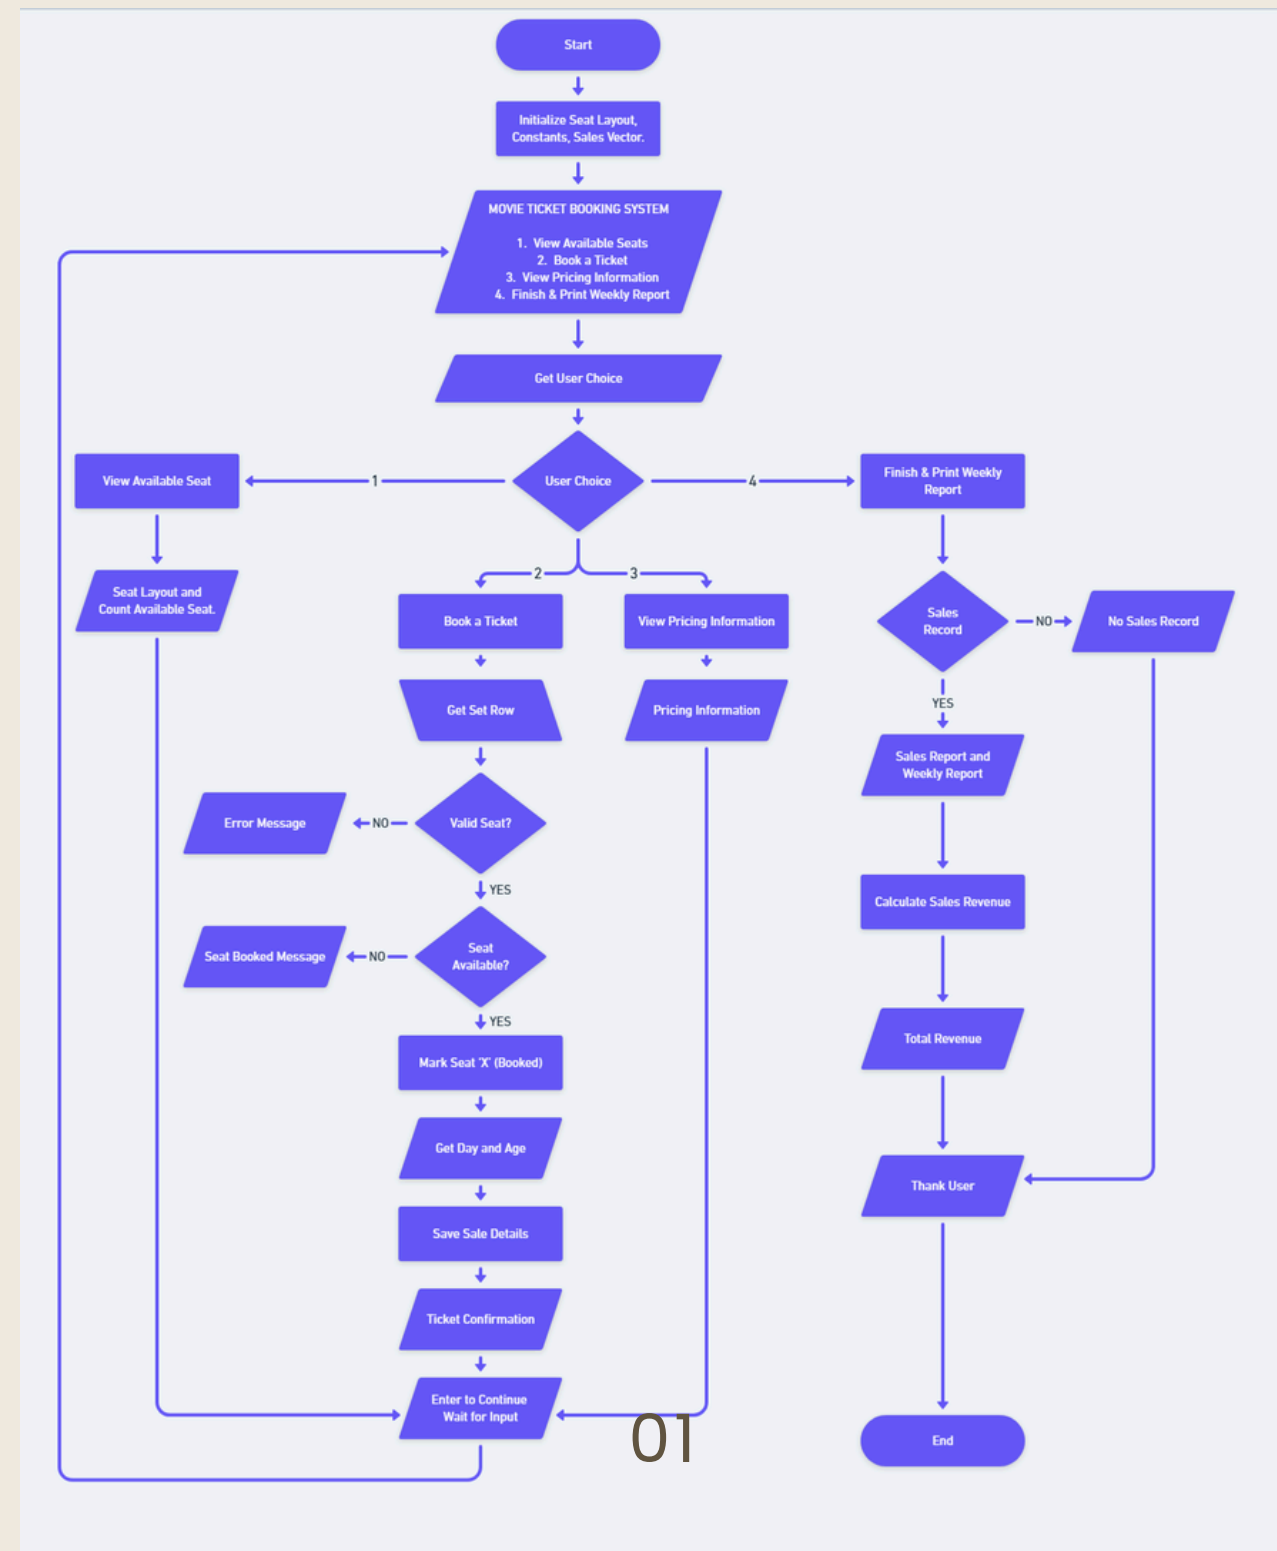 Start
Initialize Seat Layout,
Constants, Sales Vector.
MOVIE TICKET BOOKING SYSTEM
1. View Available Seats
2. Book a Ticket
3. View Pricing Information
4. Finish & Print Weekly Report
Get User Choice
User Choice
1
4
View Available Seat
Finish & Print Weekly
Report
Seat Layout and
Count Available Seat.
2
3
Book a Ticket
View Pricing Information
Sales
Record
NO
No Sales Record
YES
Get Set Row
Pricing Information
Sales Report and
Weekly Report
Valid Seat?
NO
Error Message
YES
Calculate Sales Revenue
Seat
Available?
NO
Seat Booked Message
YES
Total Revenue
Mark Seat 'X' (Booked)
Get Day and Age
Thank User
Save Sale Details
Ticket Confirmation
Enter to Continue
Wait for Input
01
End